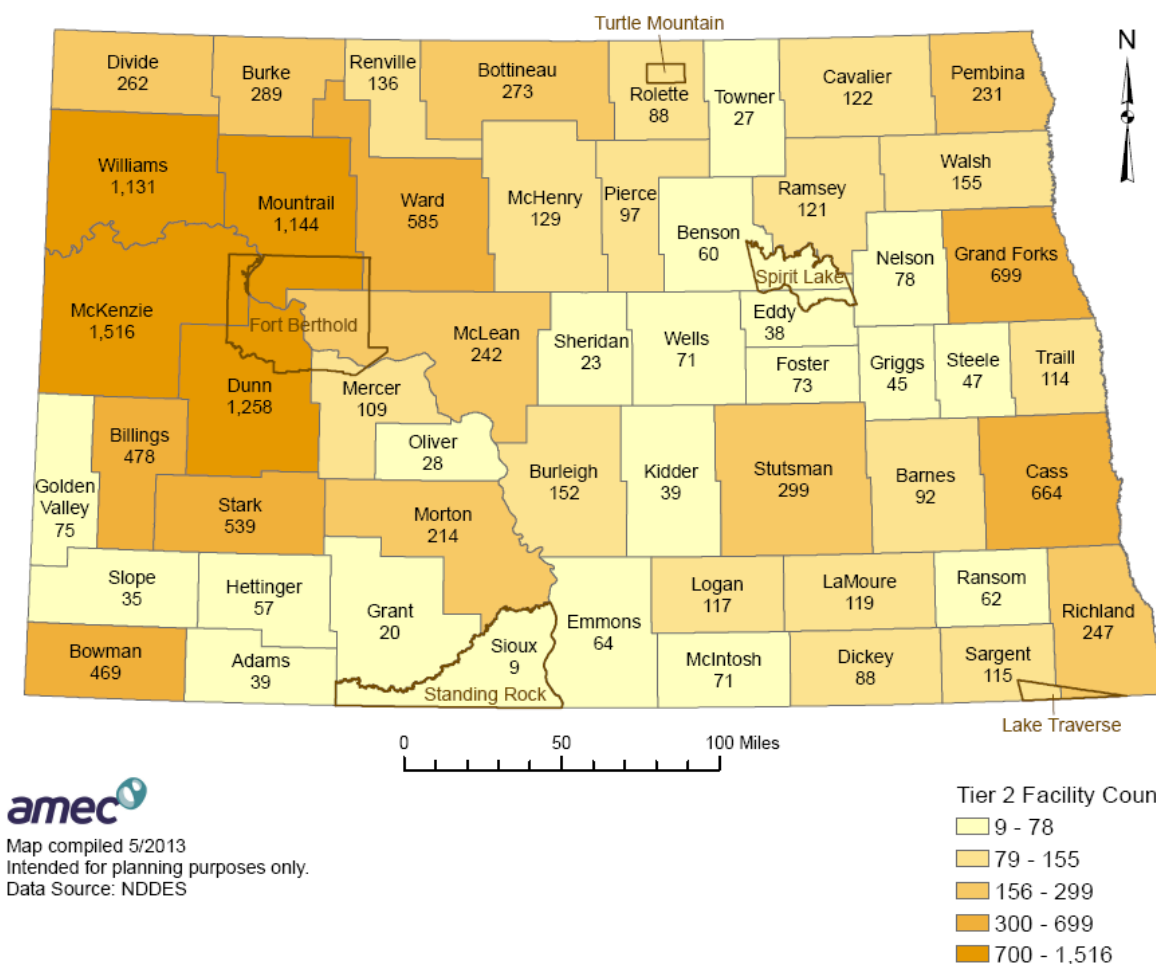 Turtle Mountain
N
Divide
262
Burke
289
Renville
136
Bottineau
273
Rolette
88
Towner
27
Cavalier
122
Pembina
231
Williams
1,131
Mountrail
1,144
Ward
585
McHenry
129
Pierce
97
Benson
60
Ramsey
121
Walsh
155
Spirit Lake
Nelson
78
Grand Forks
699
McKenzie
1,516
Fort Berthold
McLean
242
Sheridan
23
Wells
71
Eddy
38
Foster
73
Griggs
45
Steele
47
Traill
114
Dunn
1,258
Mercer
109
Oliver
28
Golden
Valley
75
Billings
478
Stark
539
Morton
214
Burleigh
152
Kidder
39
Stutsman
299
Barnes
92
Cass
664
Slope
35
Hettinger
57
Grant
20
Sioux
9
Emmons
64
Logan
117
LaMoure
119
Ransom
62
Richland
247
Bowman
469
Adams
39
Standing Rock
McIntosh
71
Dickey
88
Sargent
115
Lake Traverse
0 50 100 Miles
amec
Map compiled 5/2013
Intended for planning purposes only.
Data Source: NDDES
Tier 2 Facility Coun
9 - 78
79 - 155
156 - 299
300 - 699
700 - 1,516